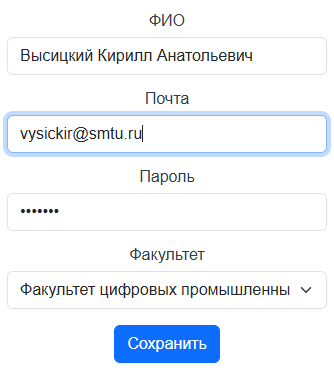 ФИО
Высицкий Кирилл Анатольевич
Почта
vysickir@smtu.ru
Пароль
•••••••
Факультет
Факультет цифровых промышленны
Сохранить